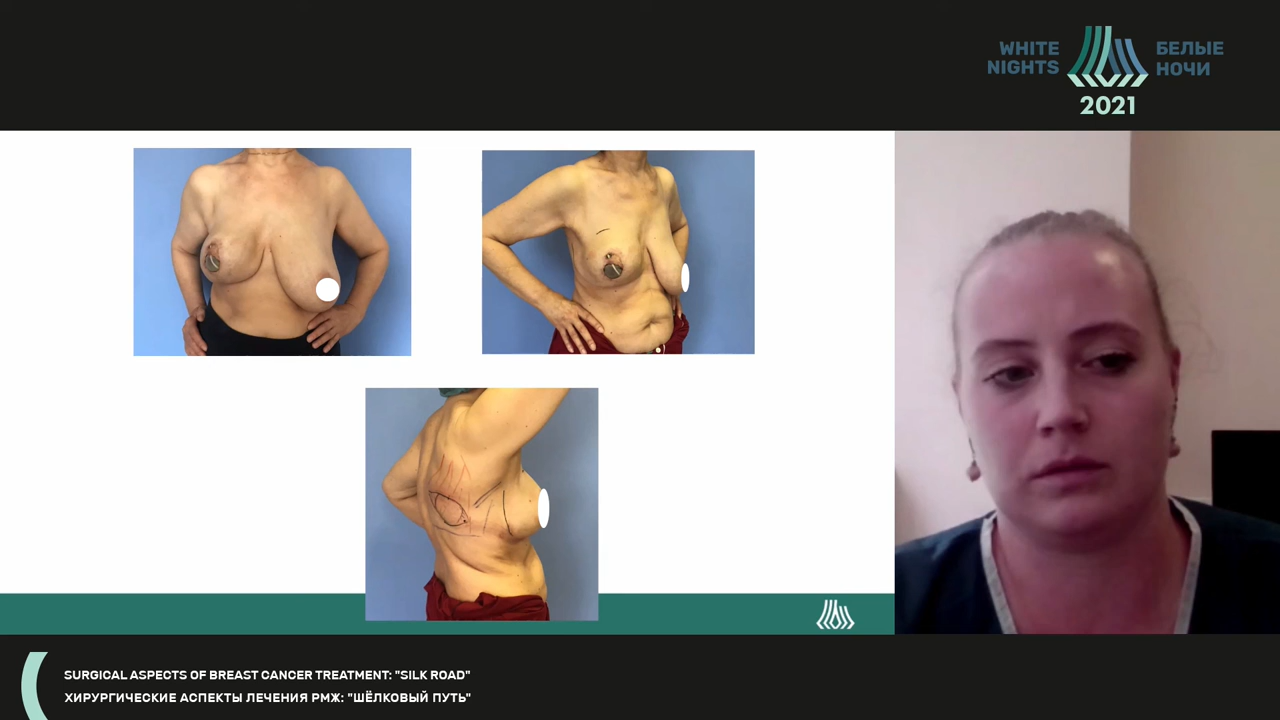 WHITE
NIGHTS
БЕЛЫЕ
НОЧИ
2021
SURGICAL ASPECTS OF BREAST CANCER TREATMENT: "SILK ROAD"
ХИРУРГИЧЕСКИЕ АСПЕКТЫ ЛЕЧЕНИЯ РМЖ: "ШЁЛКОВЫЙ ПУТЬ"